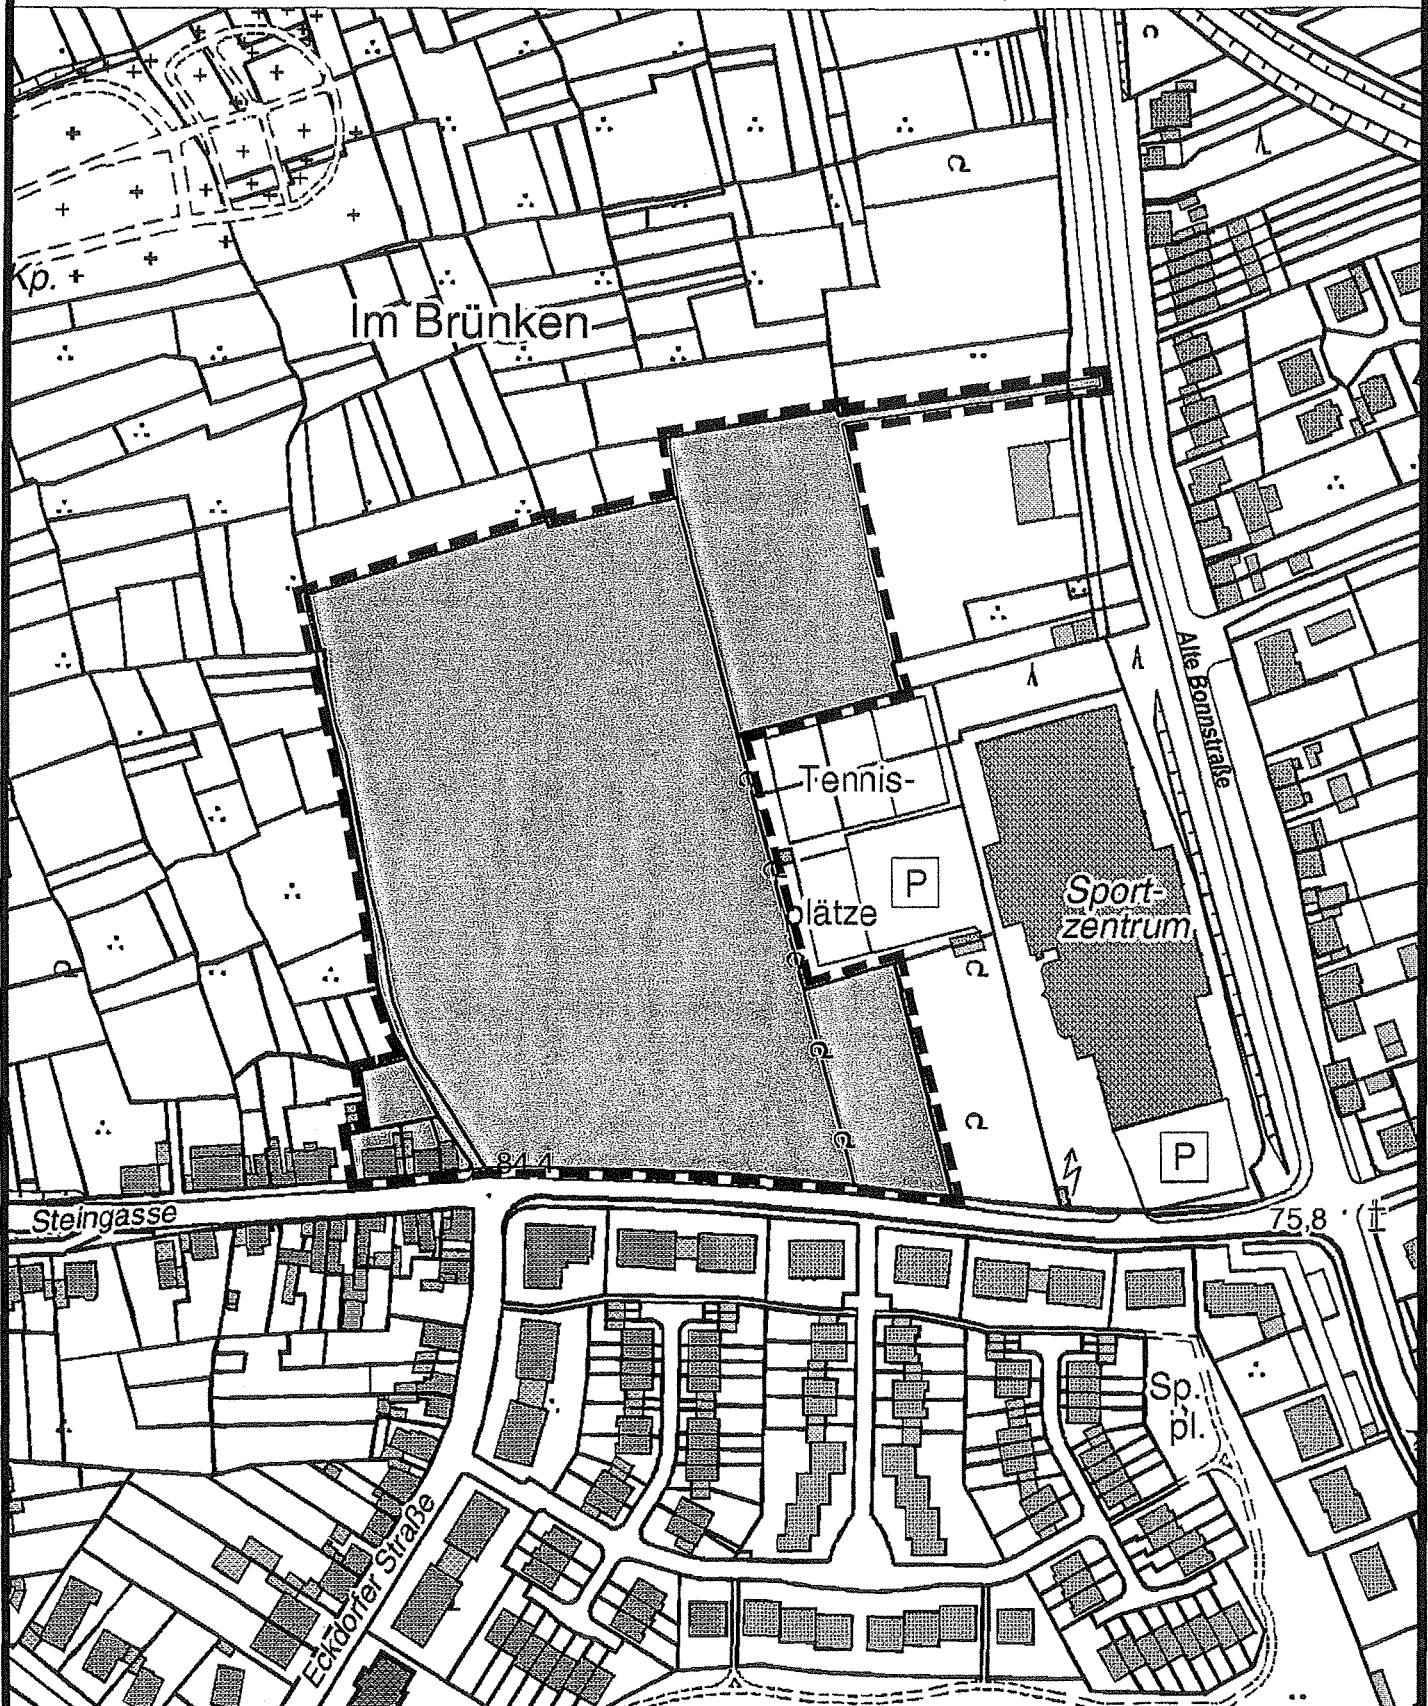 Kp.
Im Brünken
Alte Bonnstraße
Tennis-
plätze
P
Sport-
zentrum
P
84,4
Steingasse
75,8
Sp.
pl.
Eckdorfer Straße